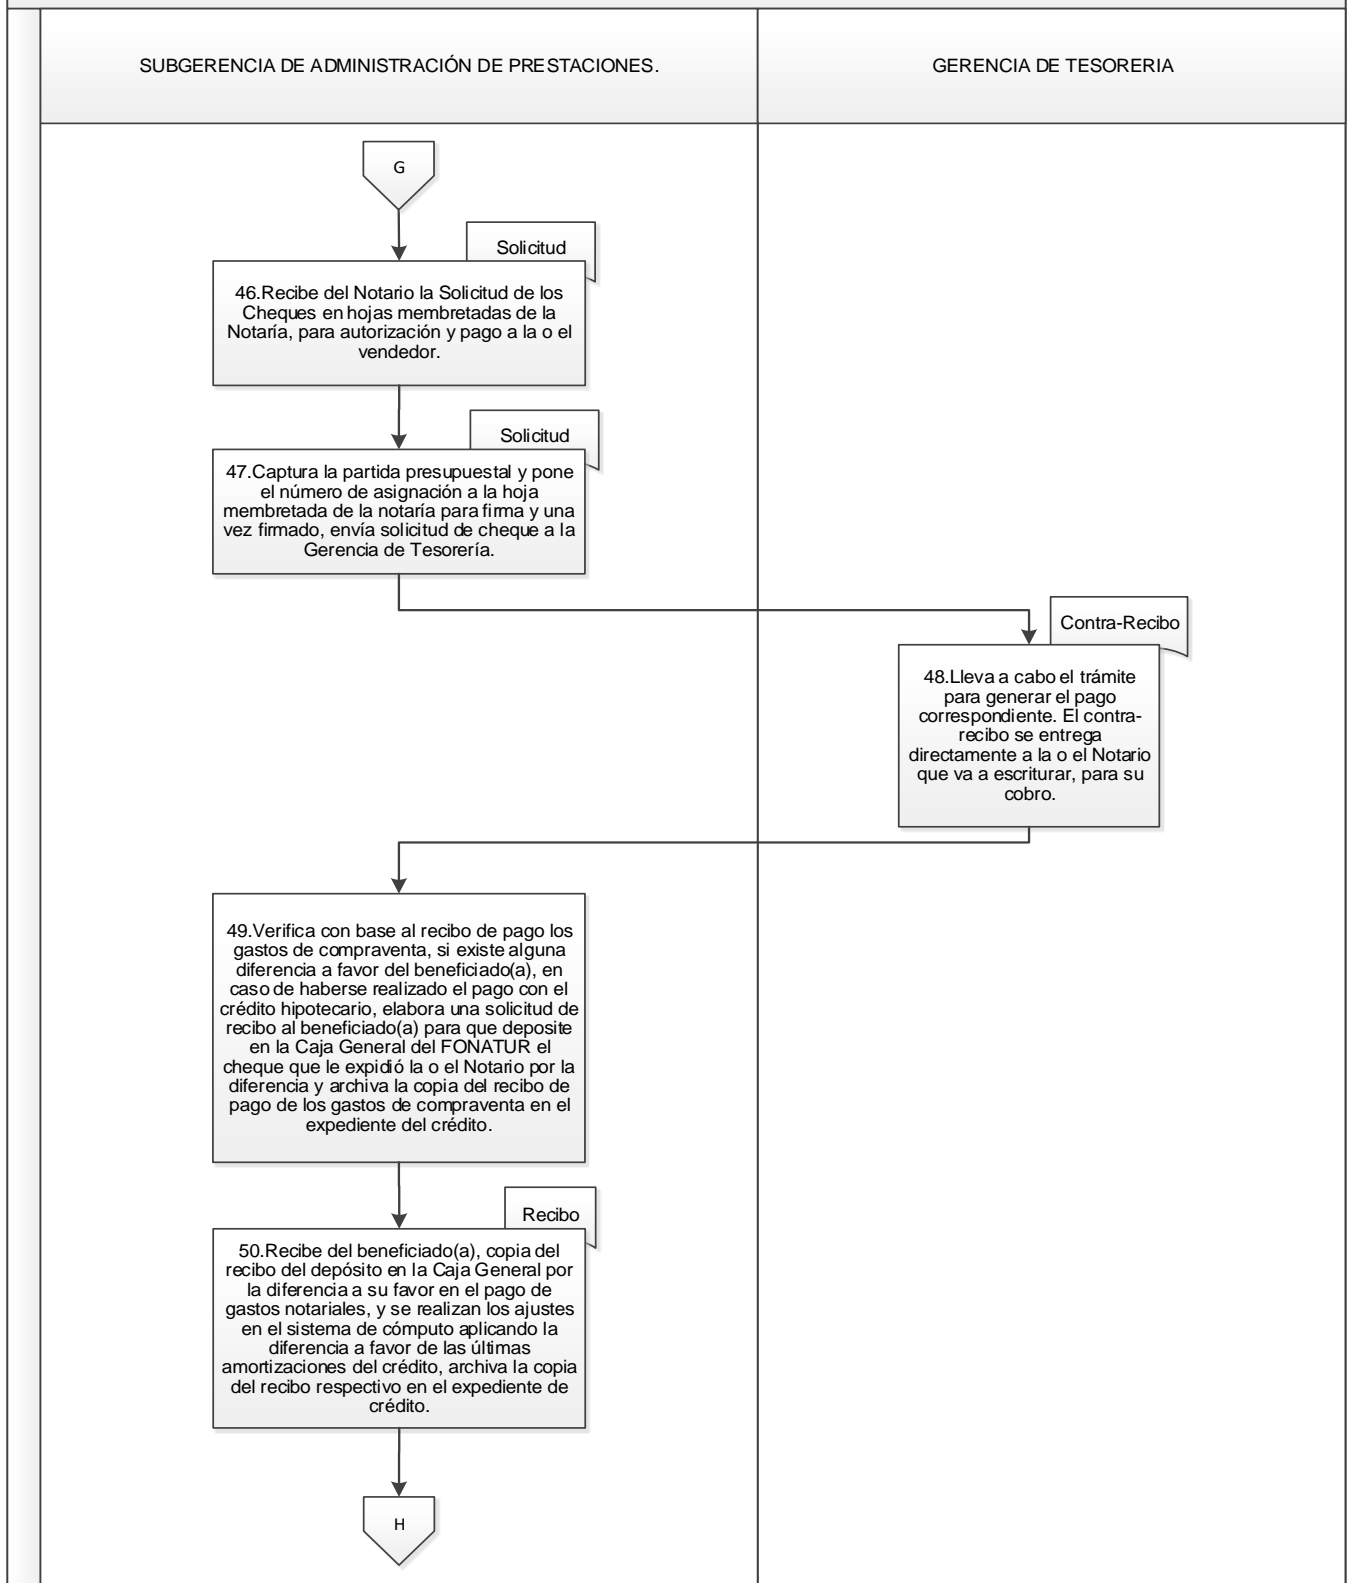 SUBGERENCIA DE ADMINISTRACIÓN DE PRESTACIONES.
GERENCIA DE TESORERIA
G
Solicitud
46.Recibe del Notario la Solicitud de los
Cheques en hojas membretadas de la
Notaría, para autorización y pago a la o el
vendedor.
Solicitud
47.Captura la partida presupuestal y pone
el número de asignación a la hoja
membretada de la notaría para firma y una
vez firmado, envía solicitud de cheque a la
Gerencia de Tesorería.
Contra-Recibo
48.Lleva a cabo el trámite
para generar el pago
correspondiente. El contra-
recibo se entrega
directamente a la o el Notario
que va a escriturar, para su
cobro.
49.Verifica con base al recibo de pago los
gastos de compraventa, si existe alguna
diferencia a favor del beneficiado(a), en
caso de haberse realizado el pago con el
crédito hipotecario, elabora una solicitud de
recibo al beneficiado(a) para que deposite
en la Caja General del FONATUR el
cheque que le expidió la o el Notario por la
diferencia y archiva la copia del recibo de
pago de los gastos de compraventa en el
expediente del crédito.
Recibo
50.Recibe del beneficiado(a), copia del
recibo del depósito en la Caja General por
la diferencia a su favor en el pago de
gastos notariales, y se realizan los ajustes
en el sistema de cómputo aplicando la
diferencia a favor de las últimas
amortizaciones del crédito, archiva la copia
del recibo respectivo en el expediente de
crédito.
H